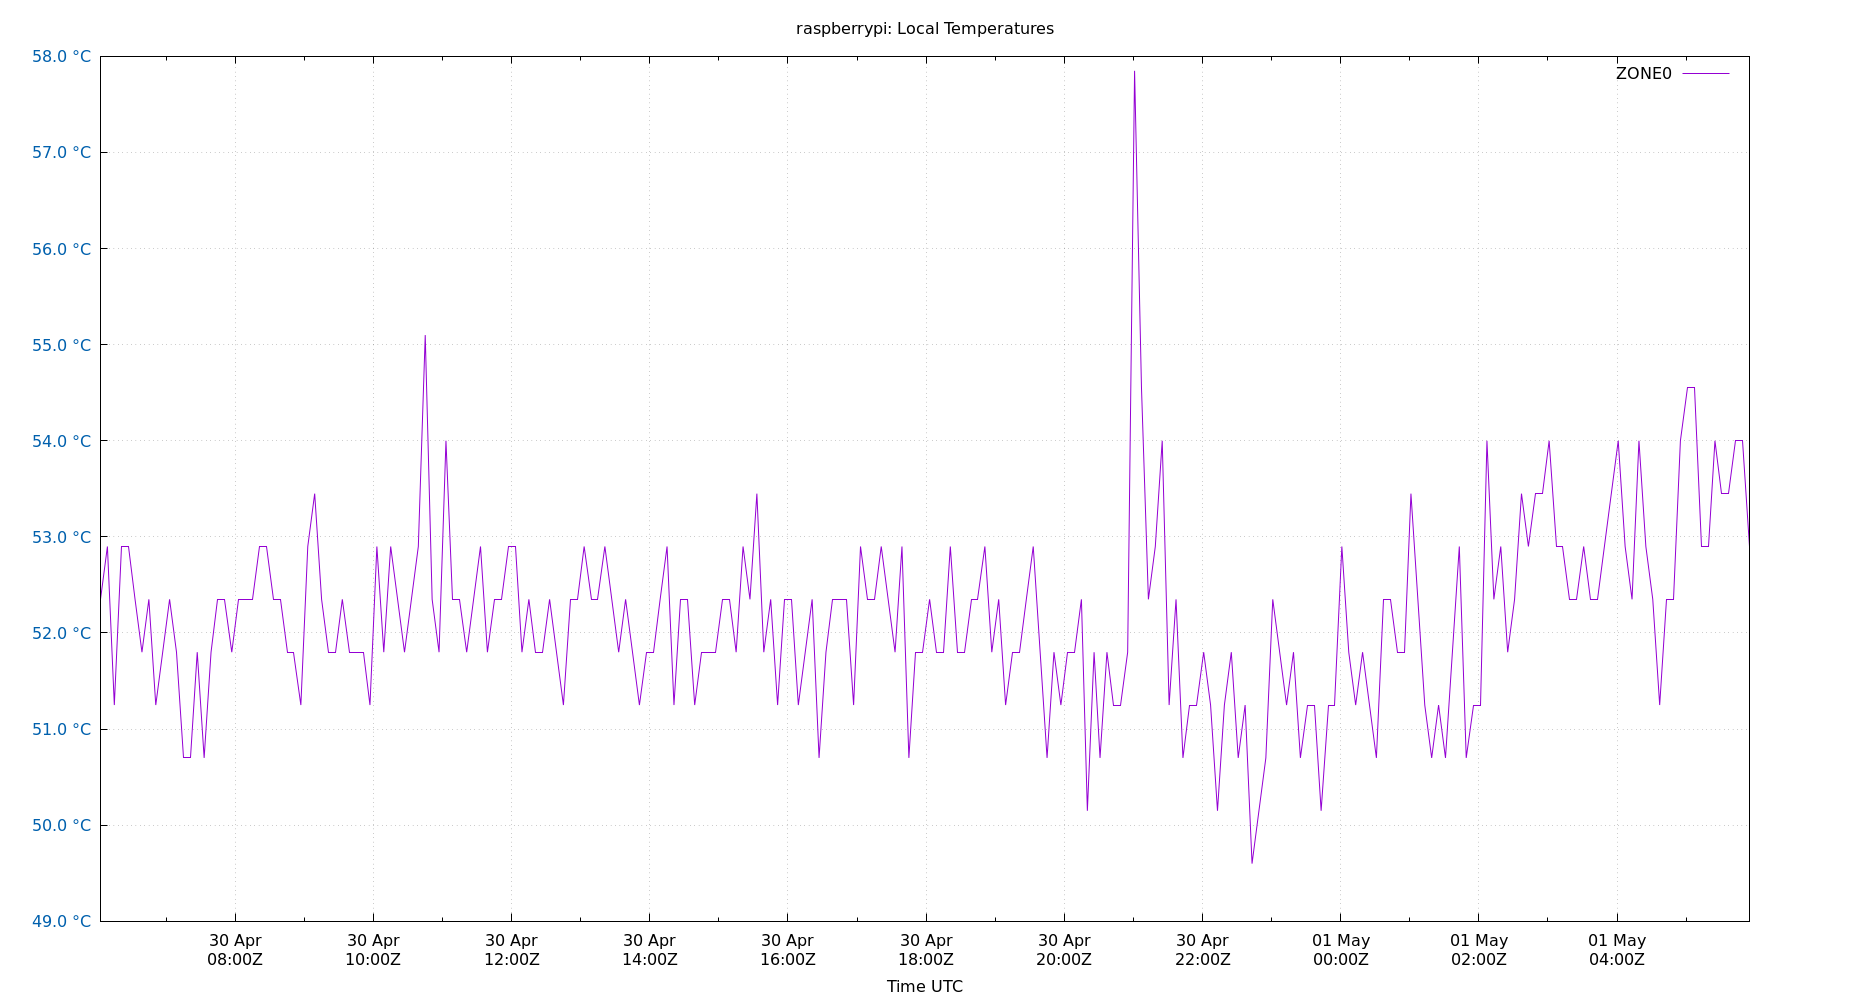 raspberrypi: Local Temperatures
58.0 °C
ZONE0
57.0 °C
56.0 °C
55.0 °C
54.0 °C
53.0 °C
52.0 °C
51.0 °C
50.0 °C
49.0 °C
30 Apr 30 Apr 30 Apr 30 Apr 30 Apr 30 Apr 30 Apr 30 Apr 01 May 01 May 01 May
08:00Z 10:00Z 12:00Z 14:00Z 16:00Z 18:00Z 20:00Z 22:00Z 00:00Z 02:00Z 04:00Z
Time UTC